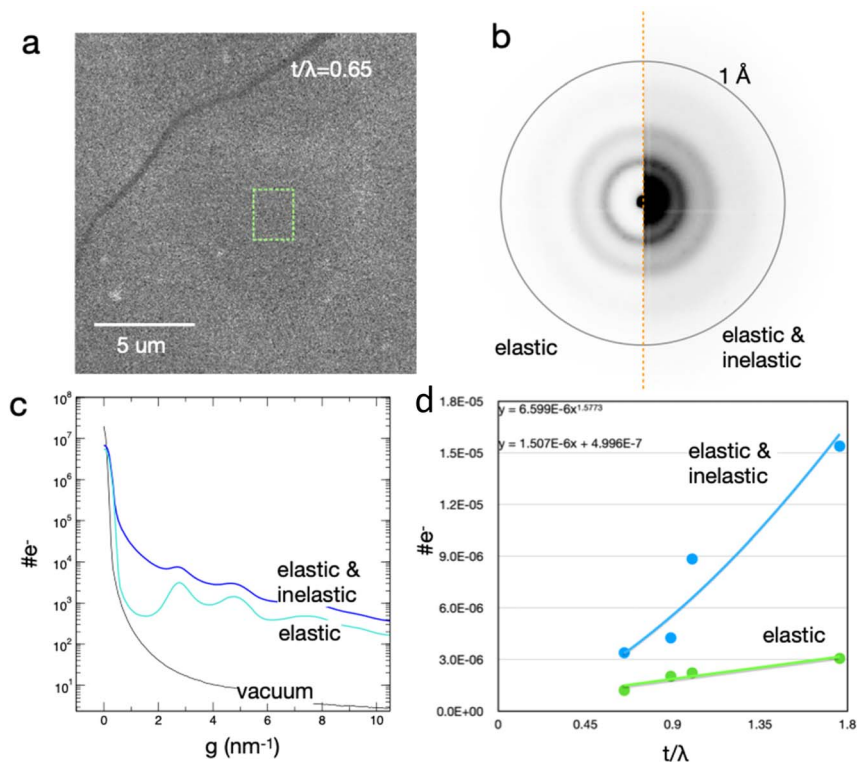 a
t/λ=0.65
5 um
b
1 Å
elastic
elastic &
inelastic
c
10⁸
10⁷
10⁶
10⁵
10⁴
10³
10²
10¹
#e⁻
elastic &
inelastic
elastic
vacuum
0 2 4 6 8 10
g (nm⁻¹)
d
1.8E-05
1.5E-05
1.2E-05
9.0E-06
6.0E-06
3.0E-06
0.0E+00
#e⁻
y = 6.599E-6x^1.5773
y = 1.507E-6x + 4.996E-7
elastic &
inelastic
elastic
0 0.45 0.9 1.35 1.8
t/λ